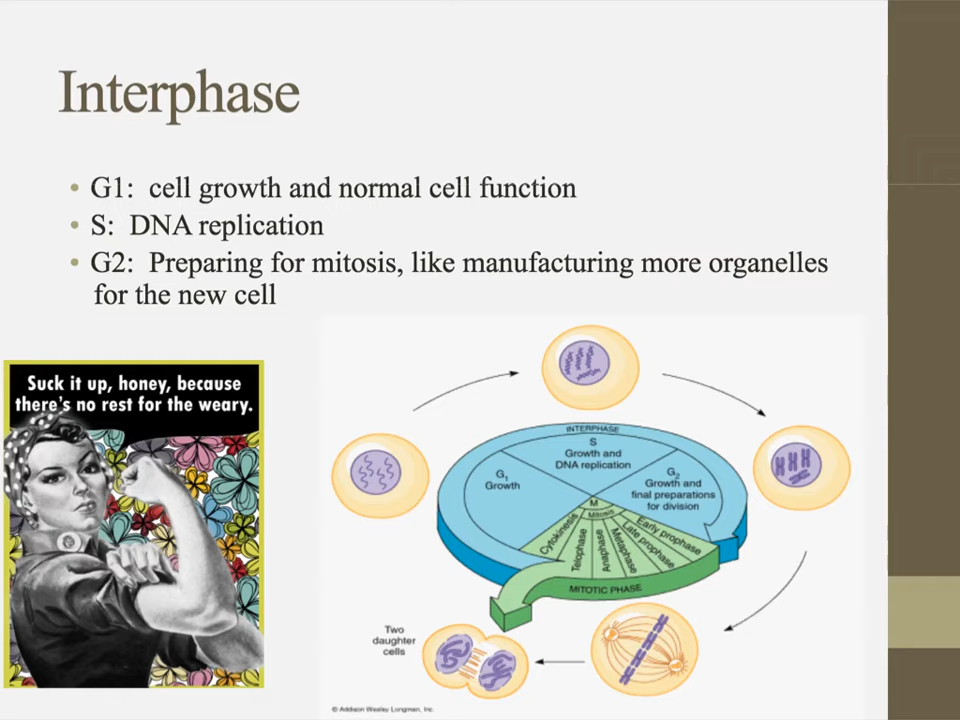 Interphase
• G1:  cell growth and normal cell function
• S:  DNA replication
• G2:  Preparing for mitosis, like manufacturing more organelles
for the new cell
Suck it up, honey, because
there's no rest for the weary.
INTERPHASE
S
Growth and
DNA replication
G1
Growth
G2
Growth and
final preparations
for division
M
Mitosis
Cytokinesis
Telophase
Anaphase
Metaphase
Late prophase
Early prophase
MITOTIC PHASE
Two
daughter
cells
© Addison Wesley Longman, Inc.